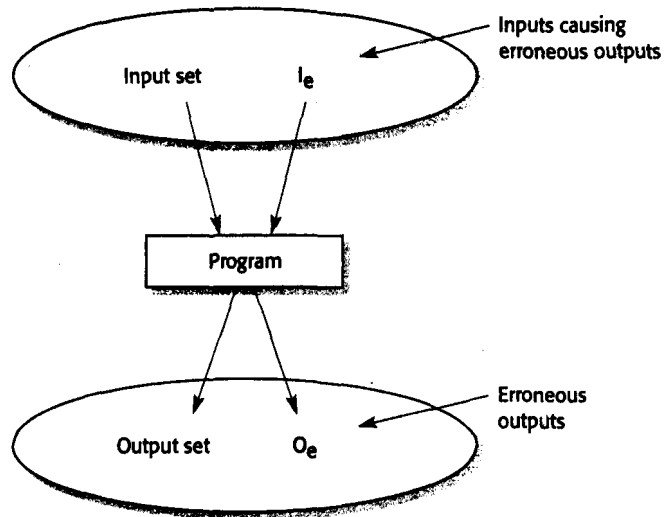 Inputs causing
erroneous outputs
Input set Ie
Program
Erroneous
outputs
Output set Oe